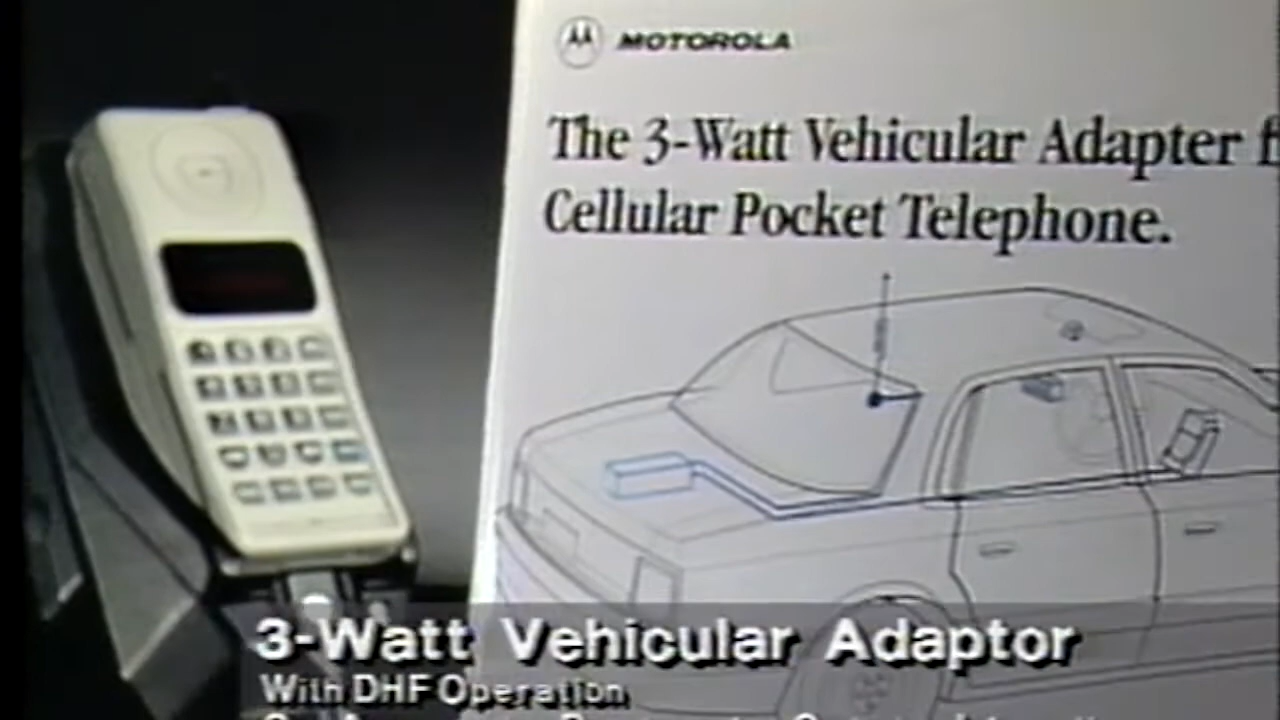 MOTOROLA
The 3-Watt Vehicular Adapter f
Cellular Pocket Telephone.
3-Watt Vehicular Adaptor
With DHF Operation